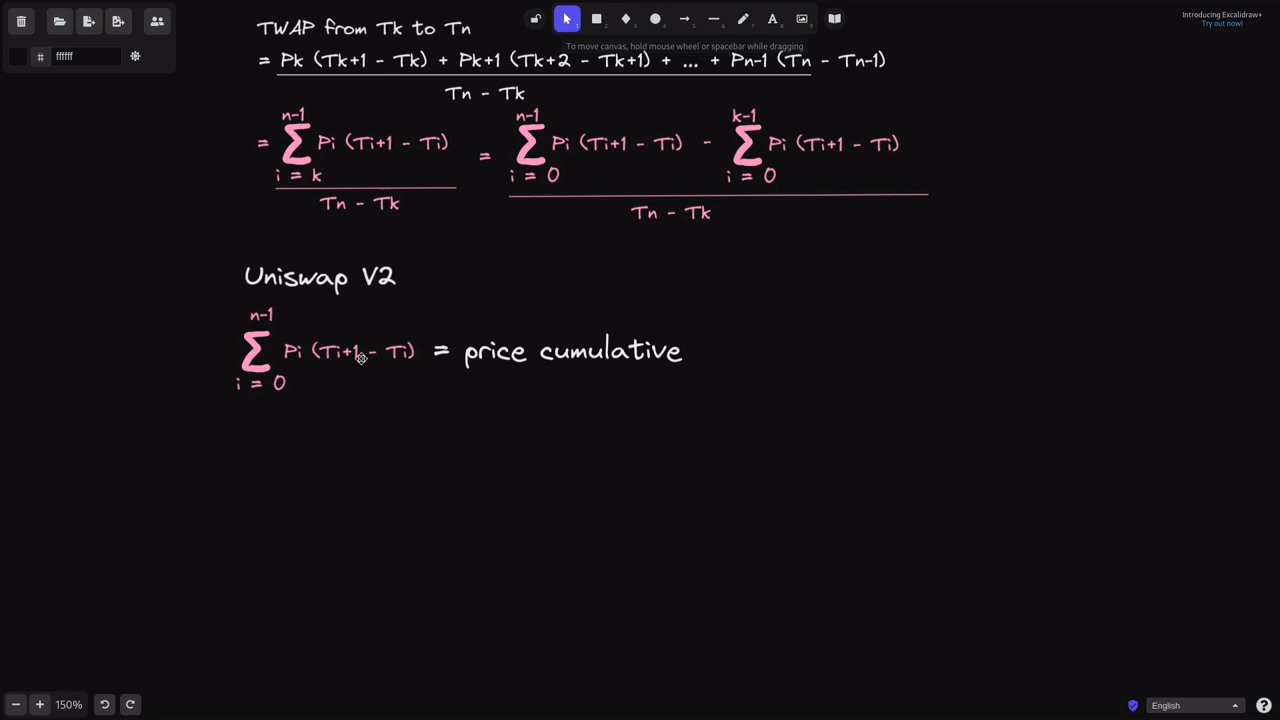 Introducing Excalidraw+
Try out now!
# ffffff
To move canvas, hold mouse wheel or spacebar while dragging
TWAP from Tk to Tn
= Pk (Tk+1 - Tk) + Pk+1 (Tk+2 - Tk+1) + ... + Pn-1 (Tn - Tn-1)
Tn - Tk
n-1 n-1 k-1
= ∑ Pi (Ti+1 - Ti) = ∑ Pi (Ti+1 - Ti) - ∑ Pi (Ti+1 - Ti)
i = k i = 0 i = 0
Tn - Tk Tn - Tk
Uniswap V2
n-1
∑ Pi (Ti+1 - Ti) = price cumulative
i = 0
150%
English